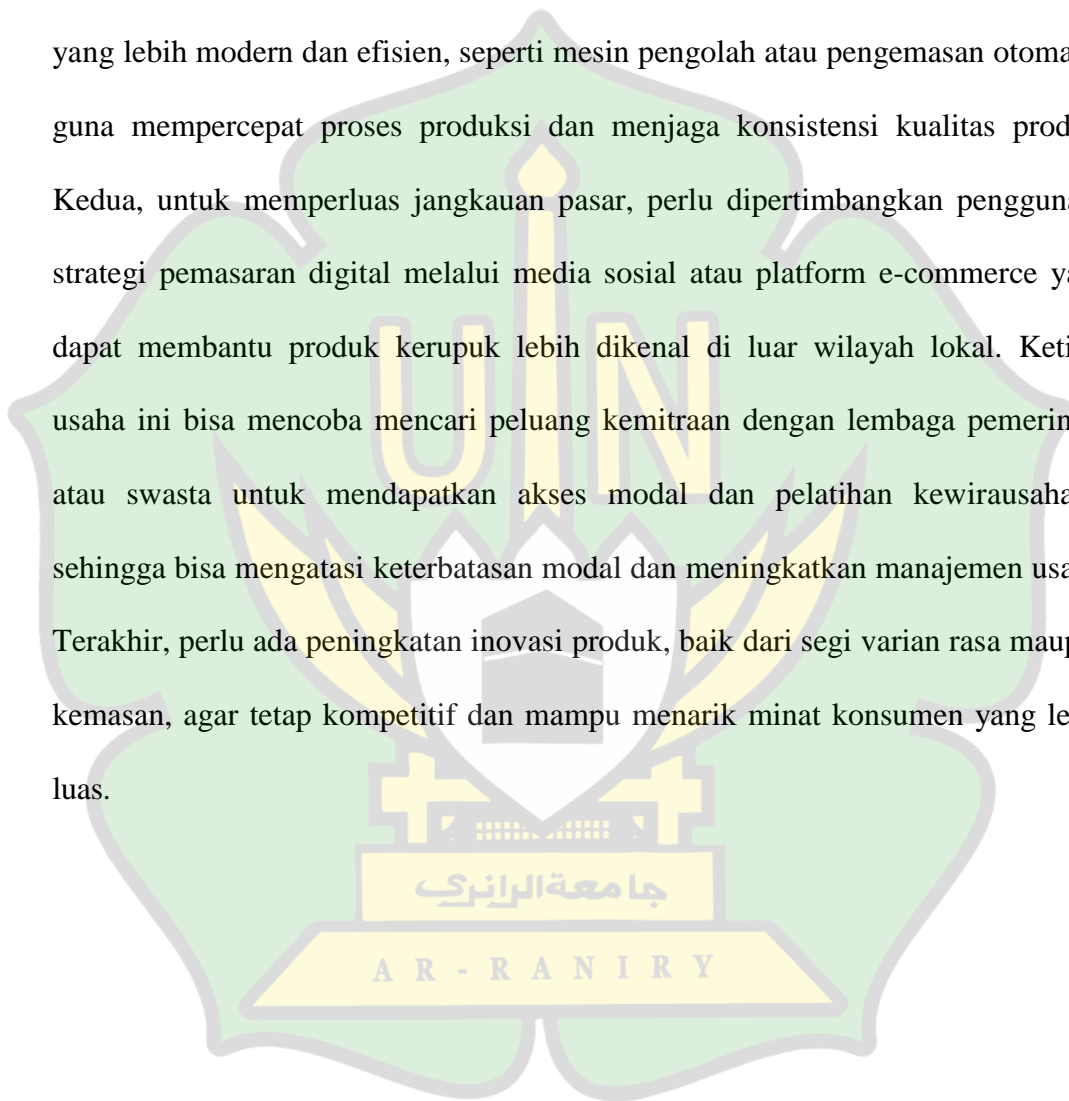 yang lebih modern dan efisien, seperti mesin pengolah atau pengemasan otoma
guna mempercepat proses produksi dan menjaga konsistensi kualitas prod
Kedua, untuk memperluas jangkauan pasar, perlu dipertimbangkan pengguna
strategi pemasaran digital melalui media sosial atau platform e-commerce ya
dapat membantu produk kerupuk lebih dikenal di luar wilayah lokal. Keti
usaha ini bisa mencoba mencari peluang kemitraan dengan lembaga pemerin
atau swasta untuk mendapatkan akses modal dan pelatihan kewirausaha
sehingga bisa mengatasi keterbatasan modal dan meningkatkan manajemen usa
Terakhir, perlu ada peningkatan inovasi produk, baik dari segi varian rasa maup
kemasan, agar tetap kompetitif dan mampu menarik minat konsumen yang le
luas.
UIN
جامعةالرانري
AR-RANIRY